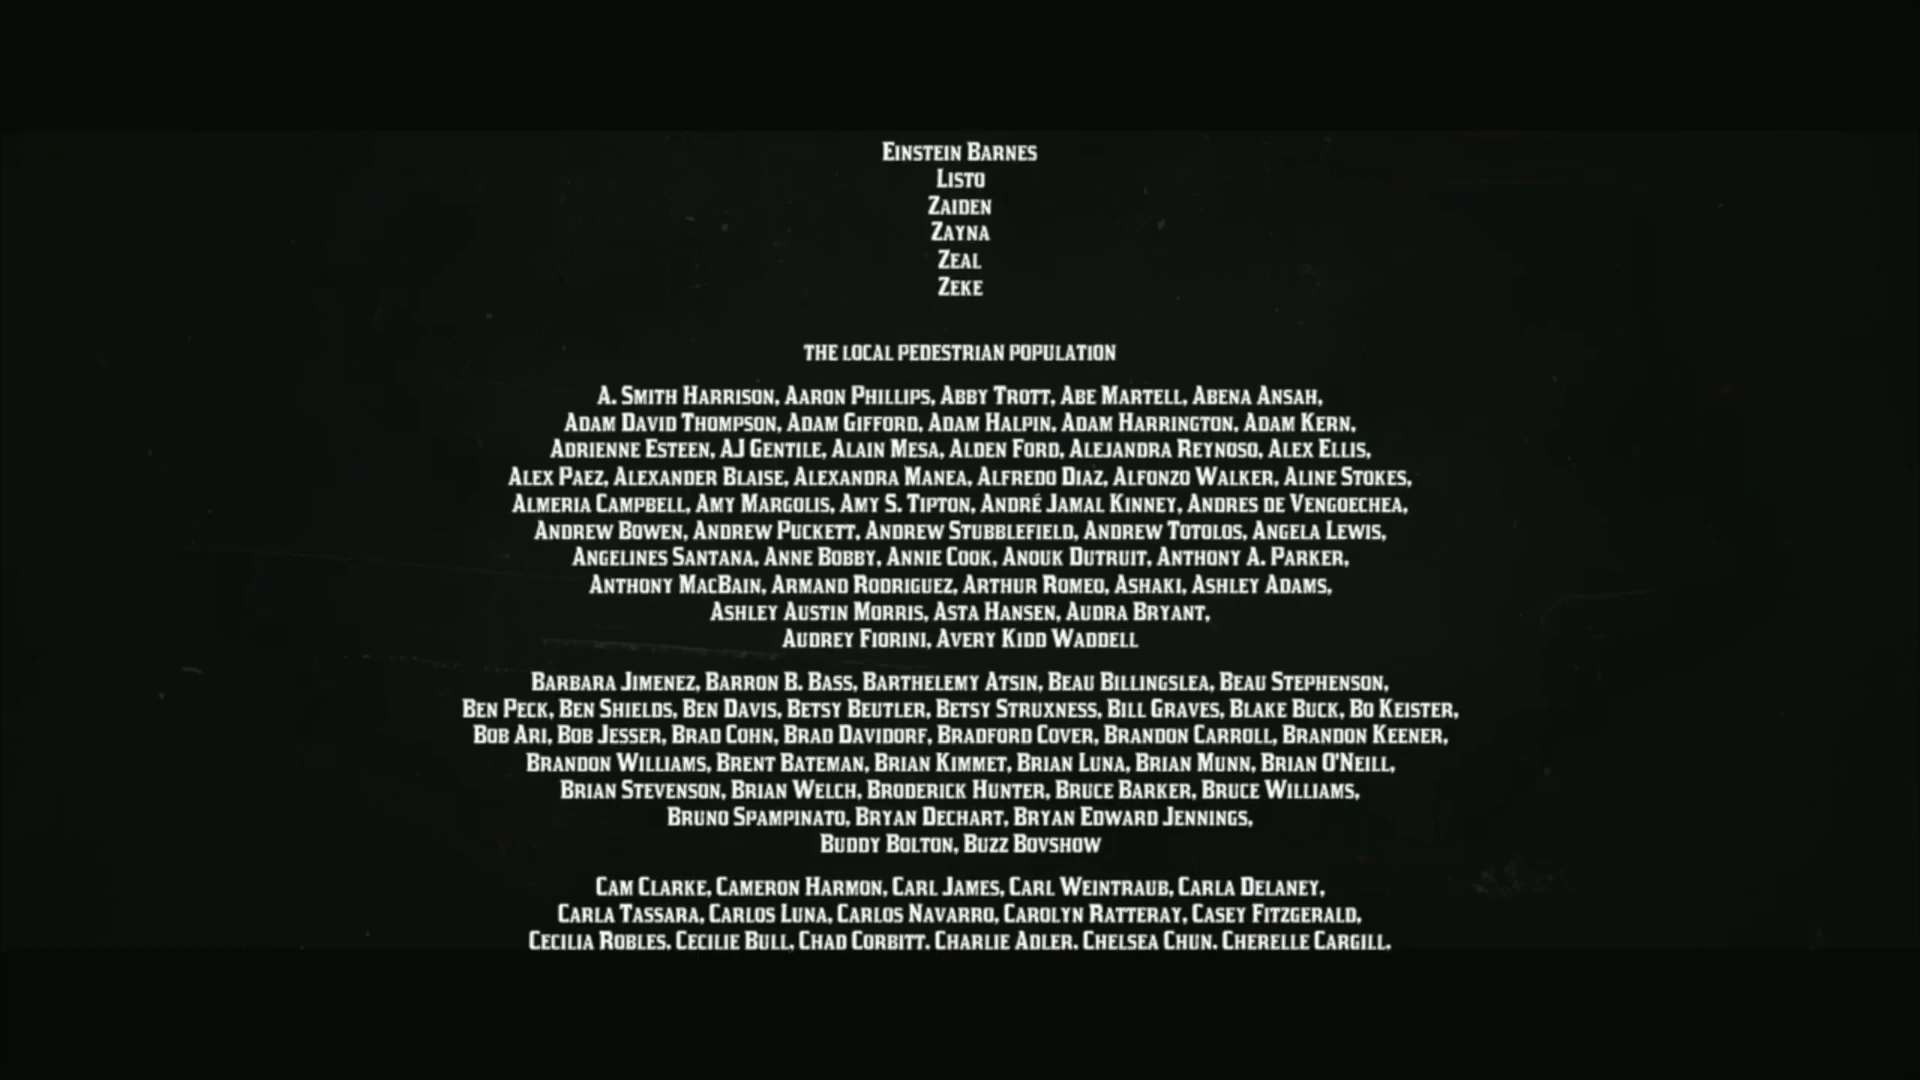 Einstein Barnes
Listo
Zaiden
Zayna
Zeal
Zeke
THE LOCAL PEDESTRIAN POPULATION
A. Smith Harrison, Aaron Phillips, Abby Trott, Abe Martell, Abena Ansah,
Adam David Thompson, Adam Gifford, Adam Halpin, Adam Harrington, Adam Kern,
Adrienne Esteen, AJ Gentile, Alain Mesa, Alden Ford, Alejandra Reynoso, Alex Ellis,
Alex Paez, Alexander Blaise, Alexandra Manea, Alfredo Diaz, Alfonzo Walker, Aline Stokes,
Almeria Campbell, Amy Margolis, Amy S. Tipton, André Jamal Kinney, Andres de Vengoechea,
Andrew Bowen, Andrew Puckett, Andrew Stubblefield, Andrew Totolos, Angela Lewis,
Angelines Santana, Anne Bobby, Annie Cook, Anouk Dutruit, Anthony A. Parker,
Anthony MacBain, Armand Rodriguez, Arthur Romeo, Ashaki, Ashley Adams,
Ashley Austin Morris, Asta Hansen, Audra Bryant,
Audrey Fiorini, Avery Kidd Waddell
Barbara Jimenez, Barron B. Bass, Barthelemy Atsin, Beau Billingslea, Beau Stephenson,
Ben Peck, Ben Shields, Ben Davis, Betsy Beutler, Betsy Struxness, Bill Graves, Blake Buck, Bo Keister,
Bob Ari, Bob Jesser, Brad Cohn, Brad Davidorf, Bradford Cover, Brandon Carroll, Brandon Keener,
Brandon Williams, Brent Bateman, Brian Kimmet, Brian Luna, Brian Munn, Brian O'Neill,
Brian Stevenson, Brian Welch, Broderick Hunter, Bruce Barker, Bruce Williams,
Bruno Spampinato, Bryan Dechart, Bryan Edward Jennings,
Buddy Bolton, Buzz Bovshow
Cam Clarke, Cameron Harmon, Carl James, Carl Weintraub, Carla Delaney,
Carla Tassara, Carlos Luna, Carlos Navarro, Carolyn Ratteray, Casey Fitzgerald,
Cecilia Robles, Cecilie Bull, Chad Corbitt, Charlie Adler, Chelsea Chun, Cherelle Cargill,